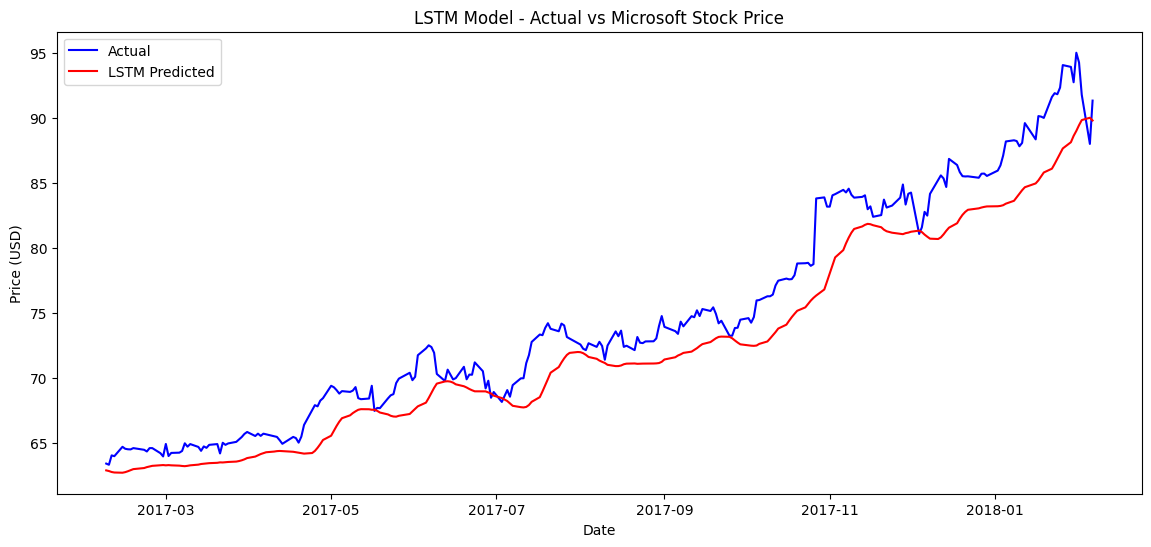 LSTM Model - Actual vs Microsoft Stock Price
Actual
LSTM Predicted
95
90
85
80
75
70
65
Price (USD)
2017-03
2017-05
2017-07
2017-09
2017-11
2018-01
Date